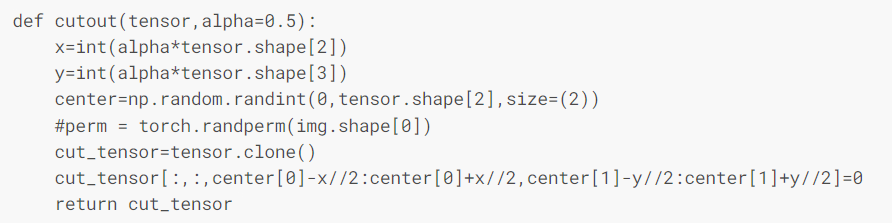 def cutout(tensor,alpha=0.5):
    x=int(alpha*tensor.shape[2])
    y=int(alpha*tensor.shape[3])
    center=np.random.randint(0,tensor.shape[2],size=(2))
    #perm = torch.randperm(img.shape[0])
    cut_tensor=tensor.clone()
    cut_tensor[:,:,center[0]-x//2:center[0]+x//2,center[1]-y//2:center[1]+y//2]=0
    return cut_tensor